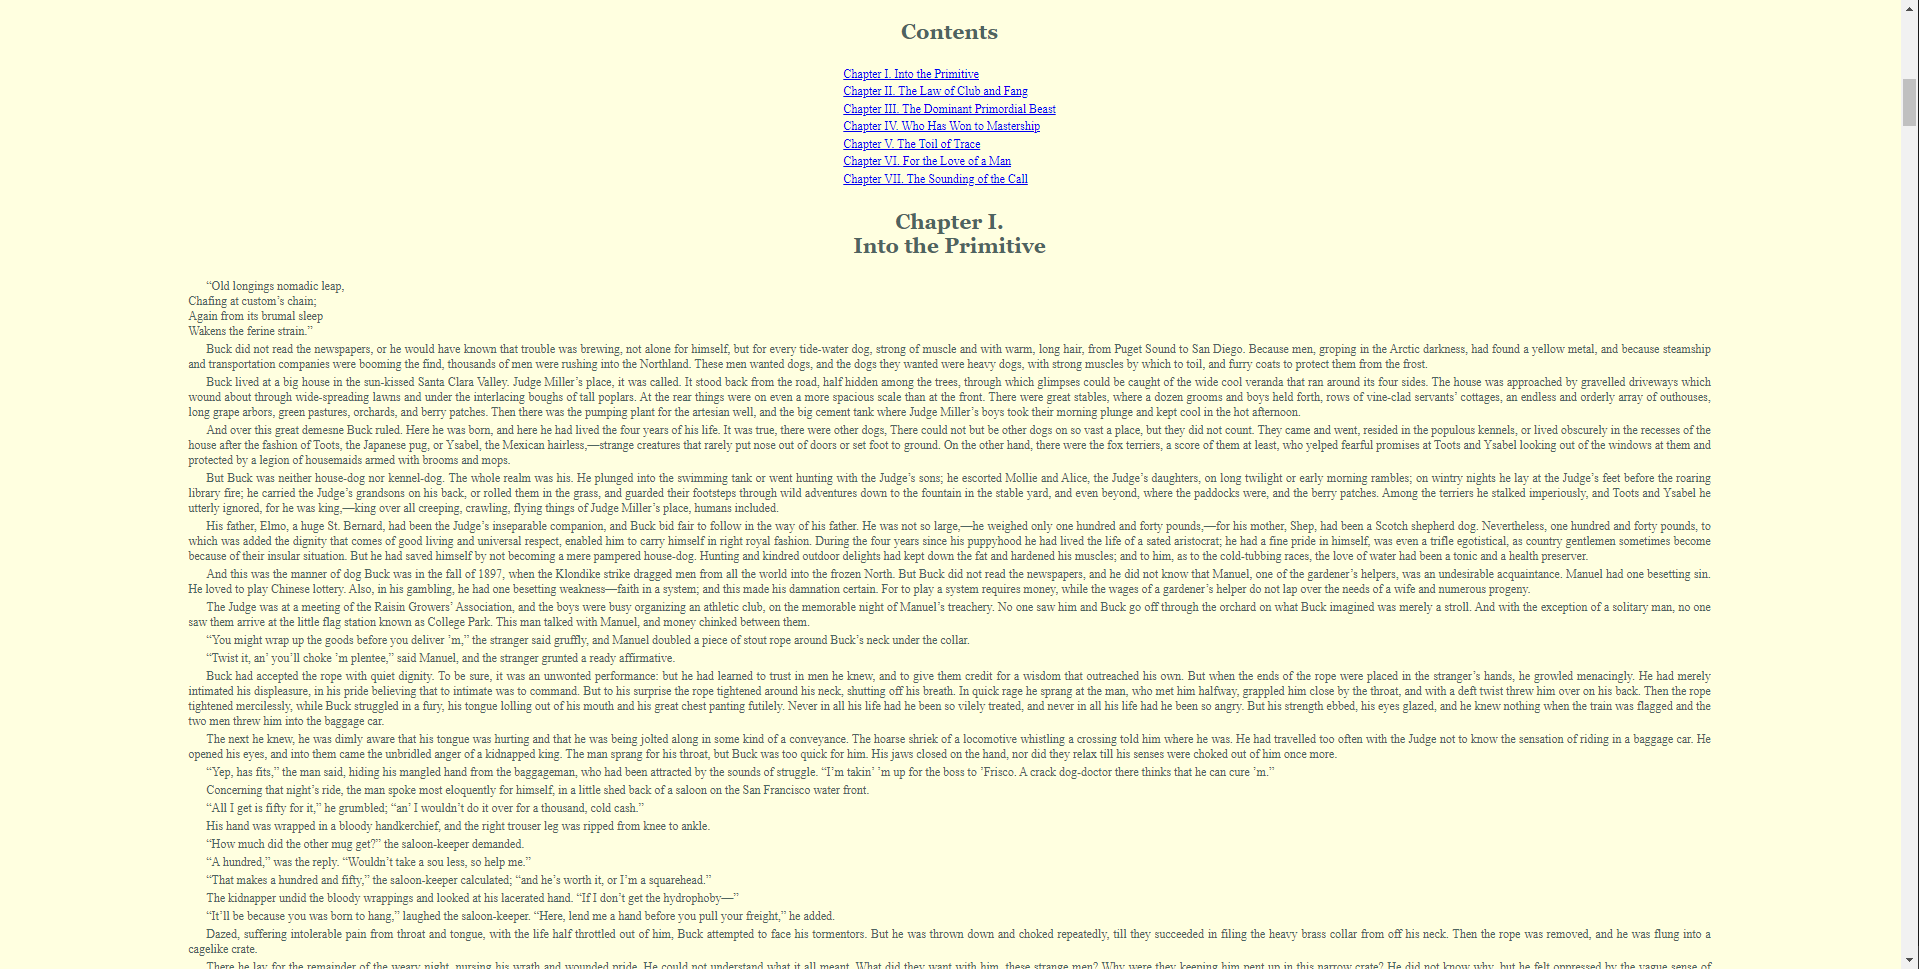 Contents
Chapter I. Into the Primitive
Chapter II. The Law of Club and Fang
Chapter III. The Dominant Primordial Beast
Chapter IV. Who Has Won to Mastership
Chapter V. The Toil of Trace
Chapter VI. For the Love of a Man
Chapter VII. The Sounding of the Call
Chapter I.
Into the Primitive
“Old longings nomadic leap,
Chafing at custom’s chain;
Again from its brumal sleep
Wakens the ferine strain.”
Buck did not read the newspapers, or he would have known that trouble was brewing, not alone for himself, but for every tide-water dog, strong of muscle and with warm, long hair, from Puget Sound to San Diego. Because men, groping in the Arctic darkness, had found a yellow metal, and because steamship
and transportation companies were booming the find, thousands of men were rushing into the Northland. These men wanted dogs, and the dogs they wanted were heavy dogs, with strong muscles by which to toil, and furry coats to protect them from the frost.
Buck lived at a big house in the sun-kissed Santa Clara Valley. Judge Miller’s place, it was called. It stood back from the road, half hidden among the trees, through which glimpses could be caught of the wide cool veranda that ran around its four sides. The house was approached by gravelled driveways which
wound about through wide-spreading lawns and under the interlacing boughs of tall poplars. At the rear things were on even a more spacious scale than at the front. There were great stables, where a dozen grooms and boys held forth, rows of vine-clad servants’ cottages, an endless and orderly array of outhouses,
long grape arbors, green pastures, orchards, and berry patches. Then there was the pumping plant for the artesian well, and the big cement tank where Judge Miller’s boys took their morning plunge and kept cool in the hot afternoon.
And over this great demesne Buck ruled. Here he was born, and here he had lived the four years of his life. It was true, there were other dogs, There could not but be other dogs on so vast a place, but they did not count. They came and went, resided in the populous kennels, or lived obscurely in the recesses of the
house after the fashion of Toots, the Japanese pug, or Ysabel, the Mexican hairless,—strange creatures that rarely put nose out of doors or set foot to ground. On the other hand, there were the fox terriers, a score of them at least, who yelped fearful promises at Toots and Ysabel looking out of the windows at them and
protected by a legion of housemaids armed with brooms and mops.
But Buck was neither house-dog nor kennel-dog. The whole realm was his. He plunged into the swimming tank or went hunting with the Judge’s sons; he escorted Mollie and Alice, the Judge’s daughters, on long twilight or early morning rambles; on wintry nights he lay at the Judge’s feet before the roaring
library fire; he carried the Judge’s grandsons on his back, or rolled them in the grass, and guarded their footsteps through wild adventures down to the fountain in the stable yard, and even beyond, where the paddocks were, and the berry patches. Among the terriers he stalked imperiously, and Toots and Ysabel he
utterly ignored, for he was king,—king over all creeping, crawling, flying things of Judge Miller’s place, humans included.
His father, Elmo, a huge St. Bernard, had been the Judge’s inseparable companion, and Buck bid fair to follow in the way of his father. He was not so large,—he weighed only one hundred and forty pounds,—for his mother, Shep, had been a Scotch shepherd dog. Nevertheless, one hundred and forty pounds, to
which was added the dignity that comes of good living and universal respect, enabled him to carry himself in right royal fashion. During the four years since his puppyhood he had lived the life of a sated aristocrat; he had a fine pride in himself, was even a trifle egotistical, as country gentlemen sometimes become
because of their insular situation. But he had saved himself by not becoming a mere pampered house-dog. Hunting and kindred outdoor delights had kept down the fat and hardened his muscles; and to him, as to the cold-tubbing races, the love of water had been a tonic and a health preserver.
And this was the manner of dog Buck was in the fall of 1897, when the Klondike strike dragged men from all the world into the frozen North. But Buck did not read the newspapers, and he did not know that Manuel, one of the gardener’s helpers, was an undesirable acquaintance. Manuel had one besetting sin.
He loved to play Chinese lottery. Also, in his gambling, he had one besetting weakness—faith in a system; and this made his damnation certain. For to play a system requires money, while the wages of a gardener’s helper do not lap over the needs of a wife and numerous progeny.
The Judge was at a meeting of the Raisin Growers’ Association, and the boys were busy organizing an athletic club, on the memorable night of Manuel’s treachery. No one saw him and Buck go off through the orchard on what Buck imagined was merely a stroll. And with the exception of a solitary man, no one
saw them arrive at the little flag station known as College Park. This man talked with Manuel, and money chinked between them.
“You might wrap up the goods before you deliver ’m,” the stranger said gruffly, and Manuel doubled a piece of stout rope around Buck’s neck under the collar.
“Twist it, an’ you’ll choke ’m plentee,” said Manuel, and the stranger grunted a ready affirmative.
Buck had accepted the rope with quiet dignity. To be sure, it was an unwonted performance: but he had learned to trust in men he knew, and to give them credit for a wisdom that outreached his own. But when the ends of the rope were placed in the stranger’s hands, he growled menacingly. He had merely
intimated his displeasure, in his pride believing that to intimate was to command. But to his surprise the rope tightened around his neck, shutting off his breath. In quick rage he sprang at the man, who met him halfway, grappled him close by the throat, and with a deft twist threw him over on his back. Then the rope
tightened mercilessly, while Buck struggled in a fury, his tongue lolling out of his mouth and his great chest panting futilely. Never in all his life had he been so vilely treated, and never in all his life had he been so angry. But his strength ebbed, his eyes glazed, and he knew nothing when the train was flagged and the
two men threw him into the baggage car.
The next he knew, he was dimly aware that his tongue was hurting and that he was being jolted along in some kind of a conveyance. The hoarse shriek of a locomotive whistling a crossing told him where he was. He had travelled too often with the Judge not to know the sensation of riding in a baggage car. He
opened his eyes, and into them came the unbridled anger of a kidnapped king. The man sprang for his throat, but Buck was too quick for him. His jaws closed on the hand, nor did they relax till his senses were choked out of him once more.
“Yep, has fits,” the man said, hiding his mangled hand from the baggageman, who had been attracted by the sounds of struggle. “I’m takin’ ’m up for the boss to ’Frisco. A crack dog-doctor there thinks that he can cure ’m.”
Concerning that night’s ride, the man spoke most eloquently for himself, in a little shed back of a saloon on the San Francisco water front.
“All I get is fifty for it,” he grumbled; “an’ I wouldn’t do it over for a thousand, cold cash.”
His hand was wrapped in a bloody handkerchief, and the right trouser leg was ripped from knee to ankle.
“How much did the other mug get?” the saloon-keeper demanded.
“A hundred,” was the reply. “Wouldn’t take a sou less, so help me.”
“That makes a hundred and fifty,” the saloon-keeper calculated; “and he’s worth it, or I’m a squarehead.”
The kidnapper undid the bloody wrappings and looked at his lacerated hand. “If I don’t get the hydrophoby—”
“It’ll be because you was born to hang,” laughed the saloon-keeper. “Here, lend me a hand before you pull your freight,” he added.
Dazed, suffering intolerable pain from throat and tongue, with the life half throttled out of him, Buck attempted to face his tormentors. But he was thrown down and choked repeatedly, till they succeeded in filing the heavy brass collar from off his neck. Then the rope was removed, and he was flung into a
cagelike crate.
There he lay for the remainder of the weary night, nursing his wrath and wounded pride. He could not understand what it all meant. What did they want with him, these strange men? Why were they keeping him pent up in this narrow crate? He did not know why, but he felt oppressed by the vague sense of